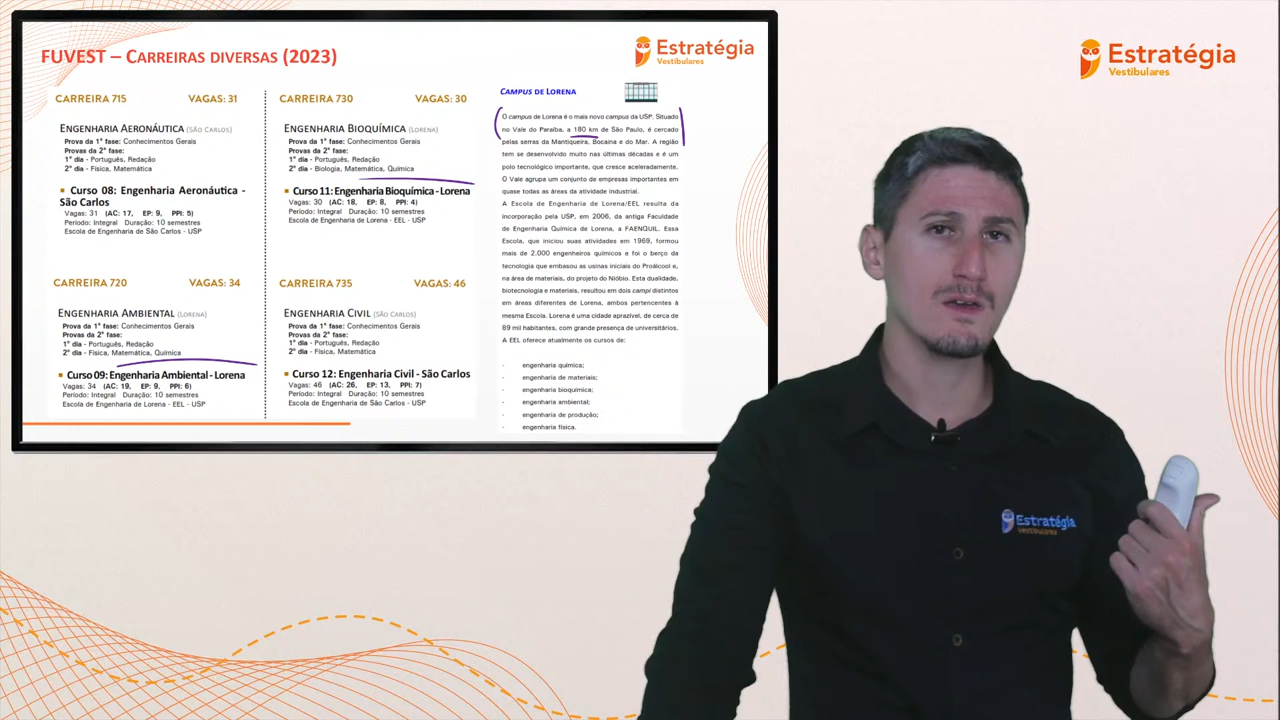 FUVEST – CARREIRAS DIVERSAS (2023)
Estratégia
Vestibulares
CARREIRA 715 VAGAS: 31
ENGENHARIA AERONÁUTICA (SÃO CARLOS)
Prova da 1ª fase: Conhecimentos Gerais
Provas da 2ª fase:
1º dia - Português, Redação
2º dia - Física, Matemática
Curso 08: Engenharia Aeronáutica -
São Carlos
Vagas: 31 (AC: 17, EP: 9, PPI: 5)
Período: Integral Duração: 10 semestres
Escola de Engenharia de São Carlos - USP
CARREIRA 720 VAGAS: 34
ENGENHARIA AMBIENTAL (LORENA)
Prova da 1ª fase: Conhecimentos Gerais
Provas da 2ª fase:
1º dia - Português, Redação
2º dia - Física, Matemática, Química
Curso 09: Engenharia Ambiental - Lorena
Vagas: 34 (AC: 19, EP: 9, PPI: 6)
Período: Integral Duração: 10 semestres
Escola de Engenharia de Lorena - EEL - USP
CARREIRA 730 VAGAS: 30
ENGENHARIA BIOQUÍMICA (LORENA)
Prova da 1ª fase: Conhecimentos Gerais
Provas da 2ª fase:
1º dia - Português, Redação
2º dia - Biologia, Matemática, Química
Curso 11: Engenharia Bioquímica - Lorena
Vagas: 30 (AC: 18, EP: 8, PPI: 4)
Período: Integral Duração: 10 semestres
Escola de Engenharia de Lorena - EEL - USP
CARREIRA 735 VAGAS: 46
ENGENHARIA CIVIL (SÃO CARLOS)
Prova da 1ª fase: Conhecimentos Gerais
Provas da 2ª fase:
1º dia - Português, Redação
2º dia - Física, Matemática
Curso 12: Engenharia Civil - São Carlos
Vagas: 46 (AC: 26, EP: 13, PPI: 7)
Período: Integral Duração: 10 semestres
Escola de Engenharia de São Carlos - USP
CAMPUS DE LORENA
O campus de Lorena é o mais novo campus da USP. Situado
no Vale do Paraíba, a 180 km de São Paulo, é cercado
pelas serras da Mantiqueira, Bocaina e do Mar. A região
tem se desenvolvido muito nas últimas décadas e é um
polo tecnológico importante, que cresce aceleradamente.
O Vale agrupa um conjunto de empresas importantes em
quase todas as áreas da atividade industrial.
A Escola de Engenharia de Lorena/EEL resulta da
incorporação pela USP, em 2006, da antiga Faculdade
de Engenharia Química de Lorena, a FAENQUIL. Essa
Escola, que iniciou suas atividades em 1969, formou
mais de 2.000 engenheiros químicos e foi o berço da
tecnologia que embasou as usinas iniciais do Proálcool e,
na área de materiais, do projeto do Nióbio. Esta dualidade,
biotecnologia e materiais, resultou em dois campi distintos
em áreas diferentes de Lorena, ambos pertencentes à
mesma Escola. Lorena é uma cidade aprazível, de cerca de
89 mil habitantes, com grande presença de universitários.
A EEL oferece atualmente os cursos de:
- engenharia química;
- engenharia de materiais;
- engenharia bioquímica;
- engenharia ambiental;
- engenharia de produção;
- engenharia física.
Estratégia
Vestibulares
Estratégia
Vestibulares